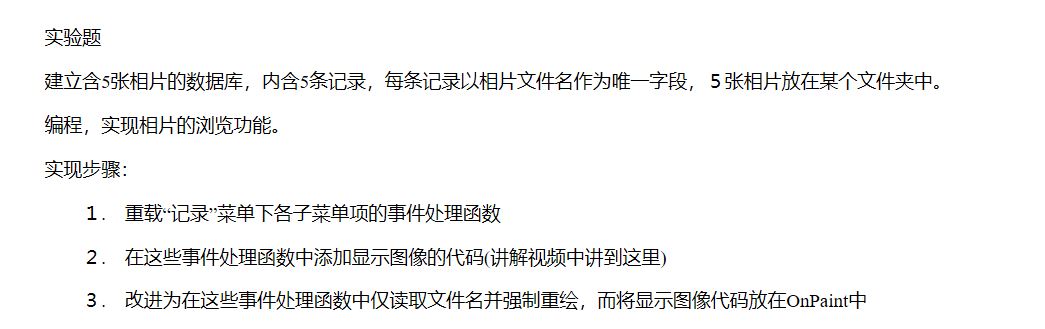 实验题
建立含5张相片的数据库，内含5条记录，每条记录以相片文件名作为唯一字段，5张相片放在某个文件夹中。
编程，实现相片的浏览功能。
实现步骤：
1. 重载“记录”菜单下各子菜单项的事件处理函数
2. 在这些事件处理函数中添加显示图像的代码(讲解视频中讲到这里)
3. 改进为在这些事件处理函数中仅读取文件名并强制重绘，而将显示图像代码放在OnPaint中